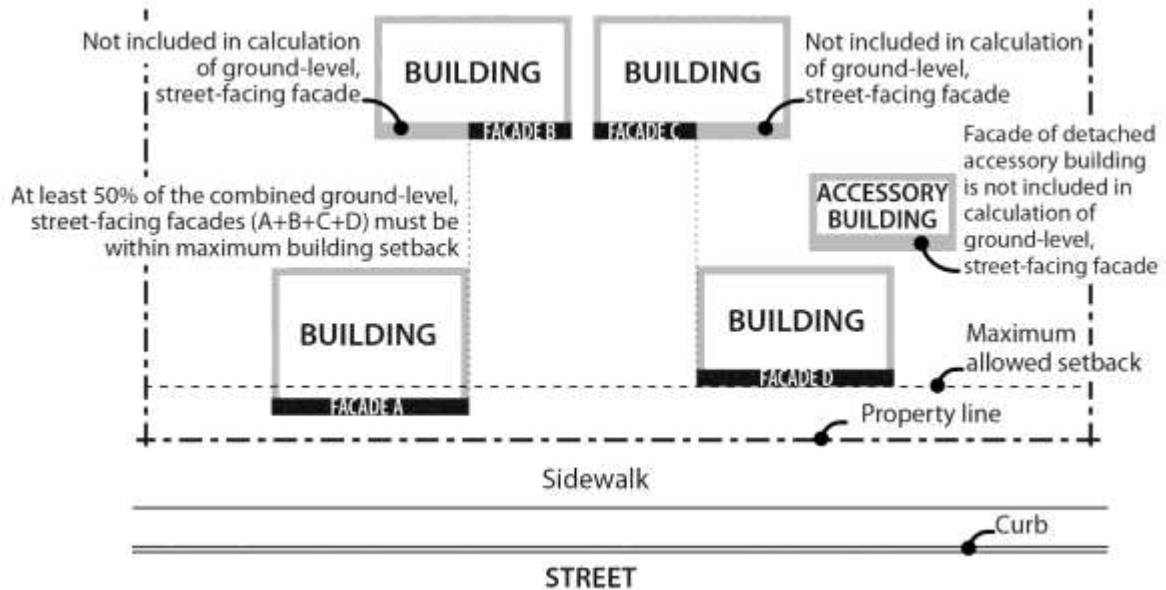 Not included in calculation
of ground-level,
street-facing facade
BUILDING
FACADE B
BUILDING
FACADE C
Not included in calculation
of ground-level,
street-facing facade
At least 50% of the combined ground-level,
street-facing facades (A+B+C+D) must be
within maximum building setback
ACCESSORY
BUILDING
Facade of detached
accessory building
is not included in
calculation of
ground-level,
street-facing facade
BUILDING
FACADE A
BUILDING
FACADE D
Maximum
allowed setback
Property line
Sidewalk
Curb
STREET